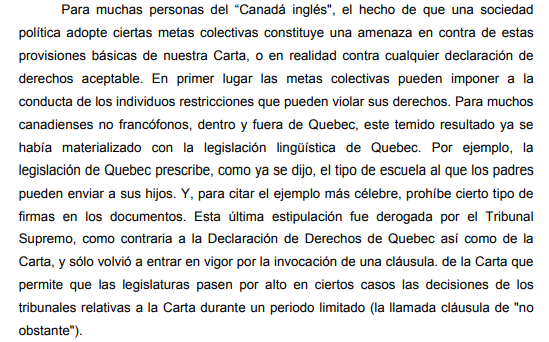 Para muchas personas del “Canadá inglés", el hecho de que una sociedad
política adopte ciertas metas colectivas constituye una amenaza en contra de estas
provisiones básicas de nuestra Carta, o en realidad contra cualquier declaración de
derechos aceptable. En primer lugar las metas colectivas pueden imponer a la
conducta de los individuos restricciones que pueden violar sus derechos. Para muchos
canadienses no francófonos, dentro y fuera de Quebec, este temido resultado ya se
había materializado con la legislación lingüística de Quebec. Por ejemplo, la
legislación de Quebec prescribe, como ya se dijo, el tipo de escuela al que los padres
pueden enviar a sus hijos. Y, para citar el ejemplo más célebre, prohíbe cierto tipo de
firmas en los documentos. Esta última estipulación fue derogada por el Tribunal
Supremo, como contraria a la Declaración de Derechos de Quebec así como de la
Carta, y sólo volvió a entrar en vigor por la invocación de una cláusula. de la Carta que
permite que las legislaturas pasen por alto en ciertos casos las decisiones de los
tribunales relativas a la Carta durante un periodo limitado (la llamada cláusula de "no
obstante").